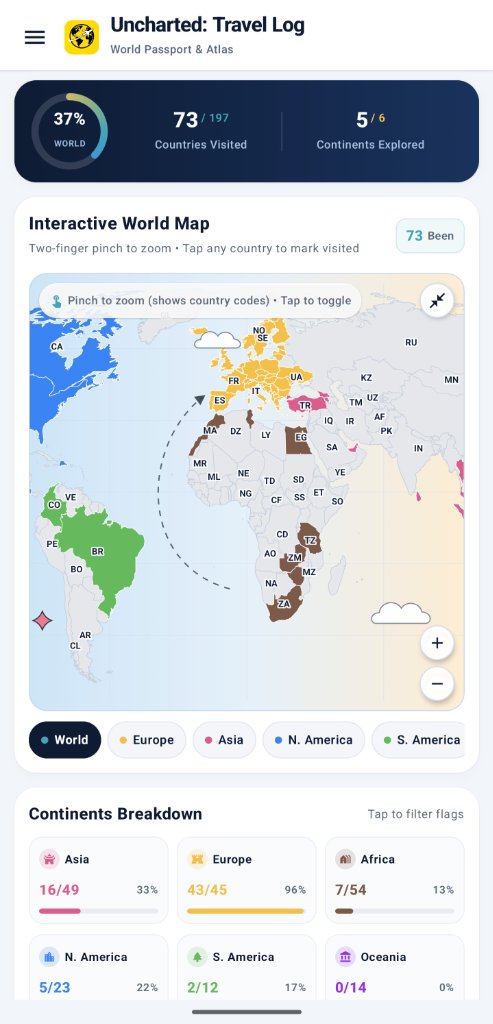 Uncharted: Travel Log
World Passport & Atlas
37%
WORLD
73 / 197
Countries Visited
5 / 6
Continents Explored
Interactive World Map
Two-finger pinch to zoom • Tap any country to mark visited
73 Been
Pinch to zoom (shows country codes) • Tap to toggle
CA
NO
SE
RU
FR
UA
KZ
MN
ES
IT
TR
TM
UZ
MA
DZ
LY
EG
IQ
IR
AF
PK
SA
IN
MR
ML
NE
TD
SD
YE
NG
CF
SS
ET
SO
CO
VE
PE
BR
BO
CD
TZ
AO
ZM
MZ
NA
ZA
AR
CL
+
−
World
Europe
Asia
N. America
S. America
Continents Breakdown
Tap to filter flags
Asia
16/49
33%
Europe
43/45
96%
Africa
7/54
13%
N. America
5/23
22%
S. America
2/12
17%
Oceania
0/14
0%